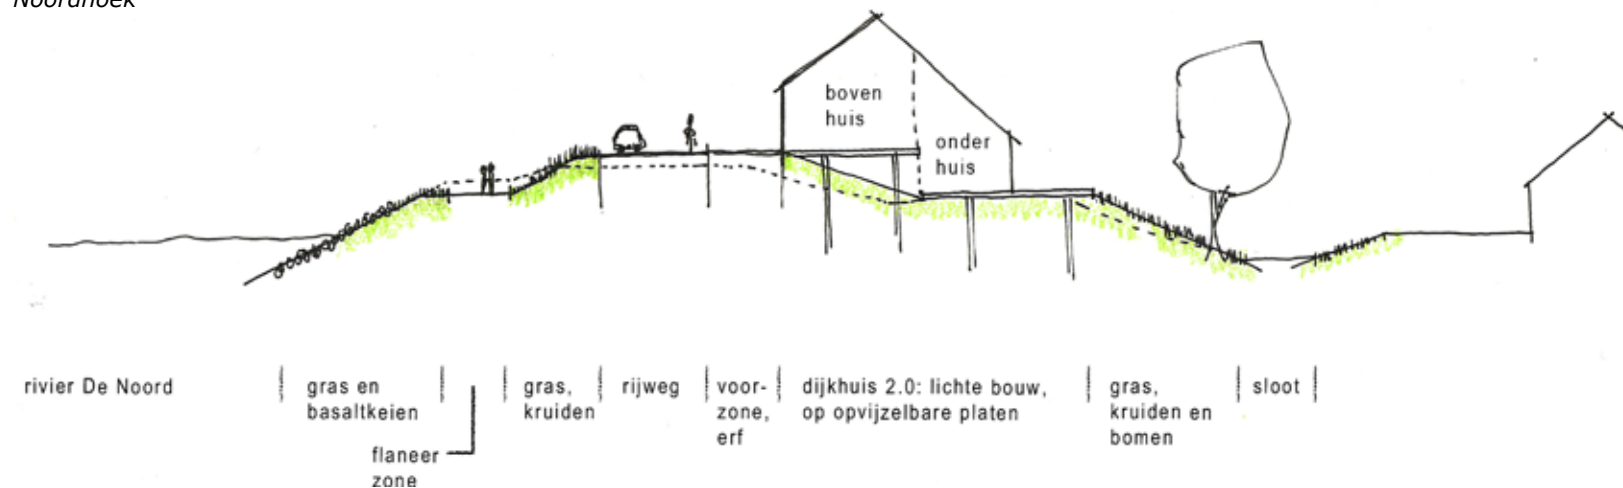 Noordhoek
boven
huis
onder
huis
rivier De Noord
gras en
basaltkeien
flaneer
zone
gras,
kruiden
rijweg
voor-
zone,
erf
dijkhuis 2.0: lichte bouw,
op opvijzelbare platen
gras,
kruiden en
bomen
sloot